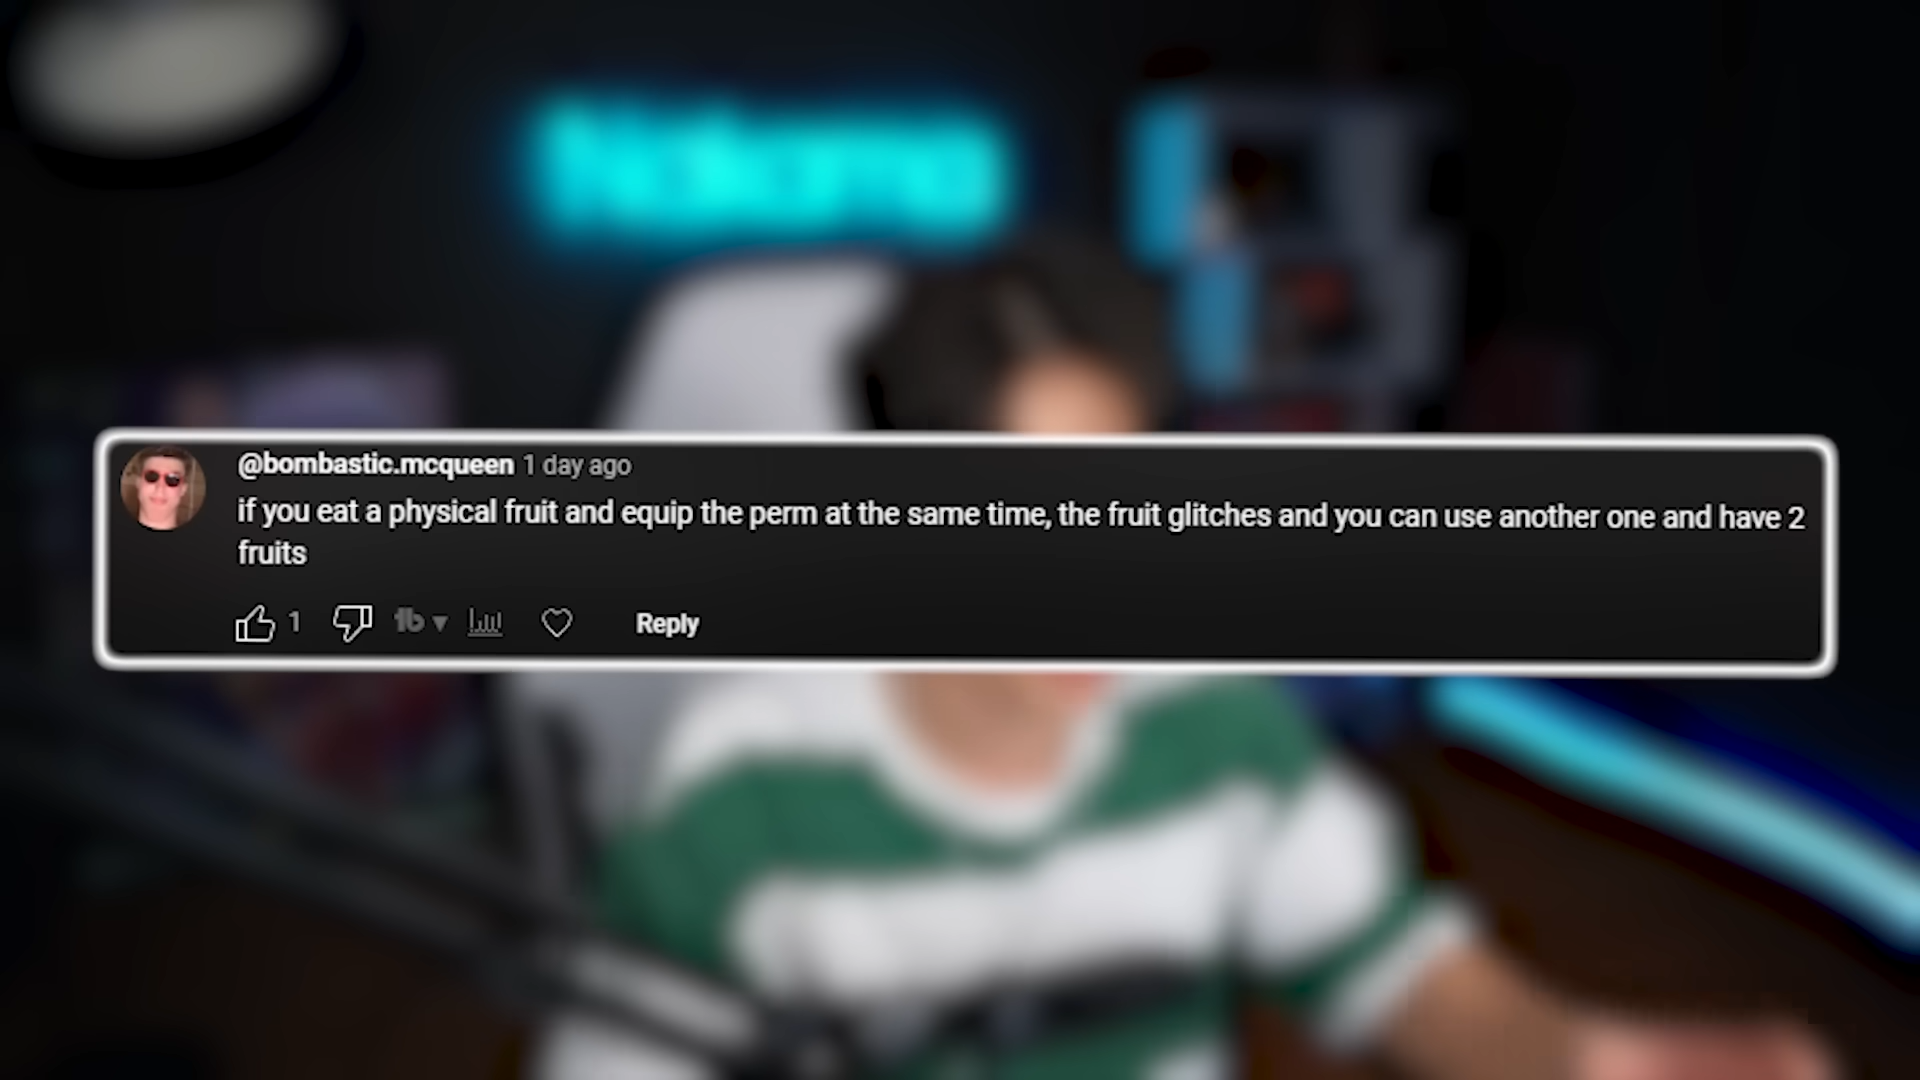 @bombastic.mcqueen 1 day ago
if you eat a physical fruit and equip the perm at the same time, the fruit glitches and you can use another one and have 2
fruits
1
Reply